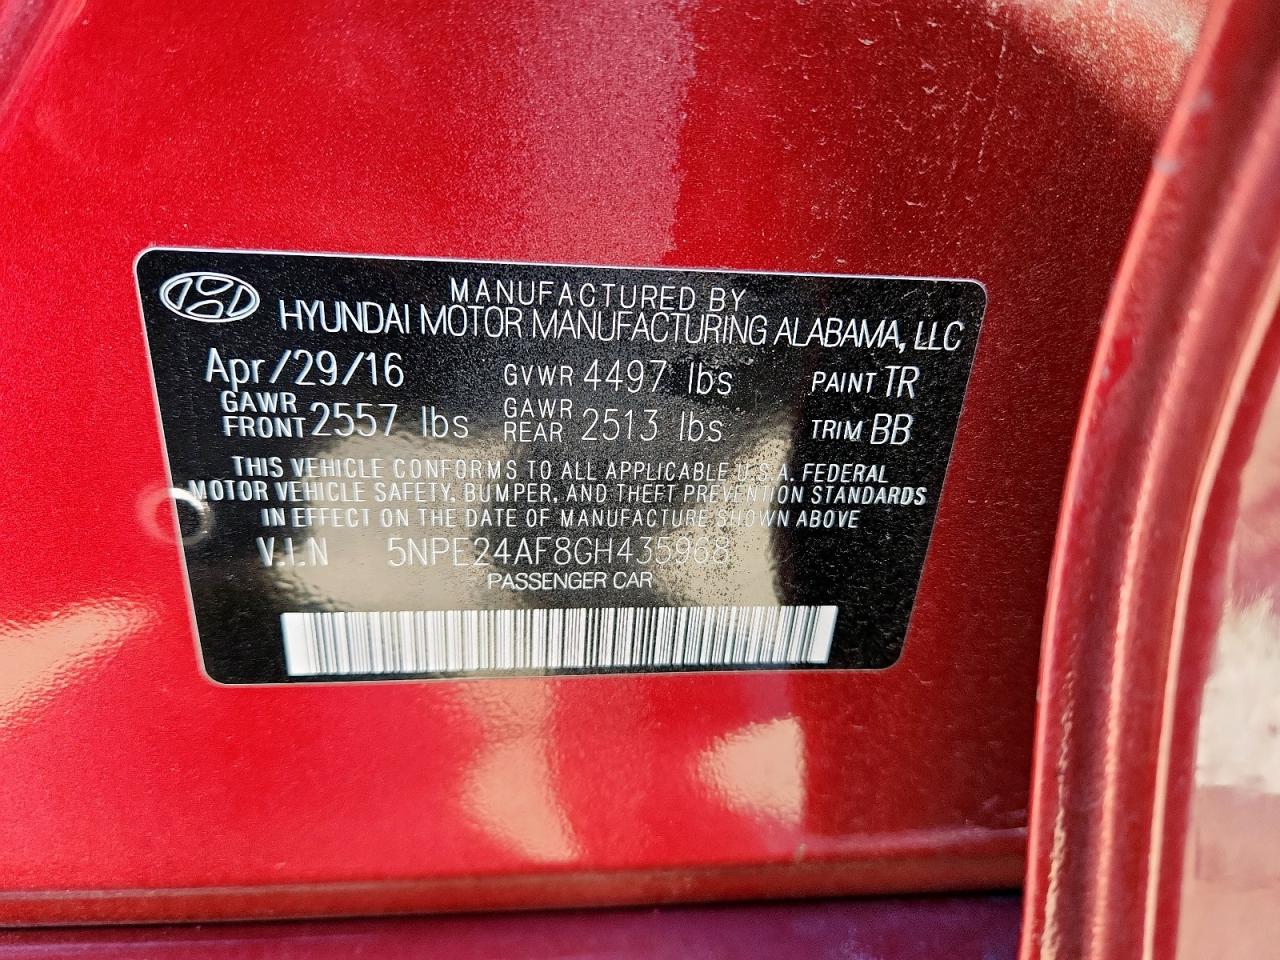 MANUFACTURED BY
HYUNDAI MOTOR MANUFACTURING ALABAMA, LLC
Apr/29/16 GVWR 4497 lbs PAINT TR
GAWR FRONT 2557 lbs GAWR REAR 2513 lbs TRIM BB
THIS VEHICLE CONFORMS TO ALL APPLICABLE U.S.A. FEDERAL
MOTOR VEHICLE SAFETY, BUMPER, AND THEFT PREVENTION STANDARDS
IN EFFECT ON THE DATE OF MANUFACTURE SHOWN ABOVE
V.I.N 5NPE24AF8GH435968
PASSENGER CAR